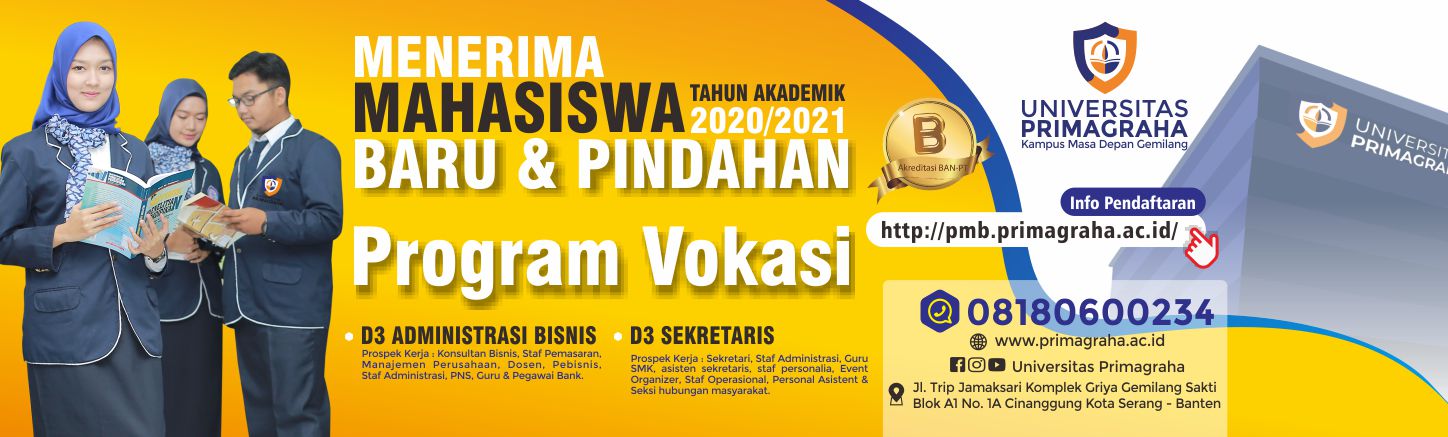 MENERIMA
MAHASISWA TAHUN AKADEMIK 2020/2021
BARU & PINDAHAN
Program Vokasi
D3 ADMINISTRASI BISNIS
Prospek Kerja : Konsultan Bisnis, Staf Pemasaran,
Manajemen Perusahaan, Dosen, Pebisnis,
Staf Administrasi, PNS, Guru & Pegawai Bank.
D3 SEKRETARIS
Prospek Kerja : Sekretari, Staf Administrasi, Guru
SMK, asisten sekretaris, staf personalia, Event
Organizer, Staf Operasional, Personal Asistent &
Seksi hubungan masyarakat.
B
Akreditasi BAN-PT
UNIVERSITAS
PRIMAGRAHA
Kampus Masa Depan Gemilang
UNIVERSIT
PRIMAGRAH
Info Pendaftaran
http://pmb.primagraha.ac.id/
08180600234
www.primagraha.ac.id
Universitas Primagraha
Jl. Trip Jamaksari Komplek Griya Gemilang Sakti
Blok A1 No. 1A Cinanggung Kota Serang - Banten